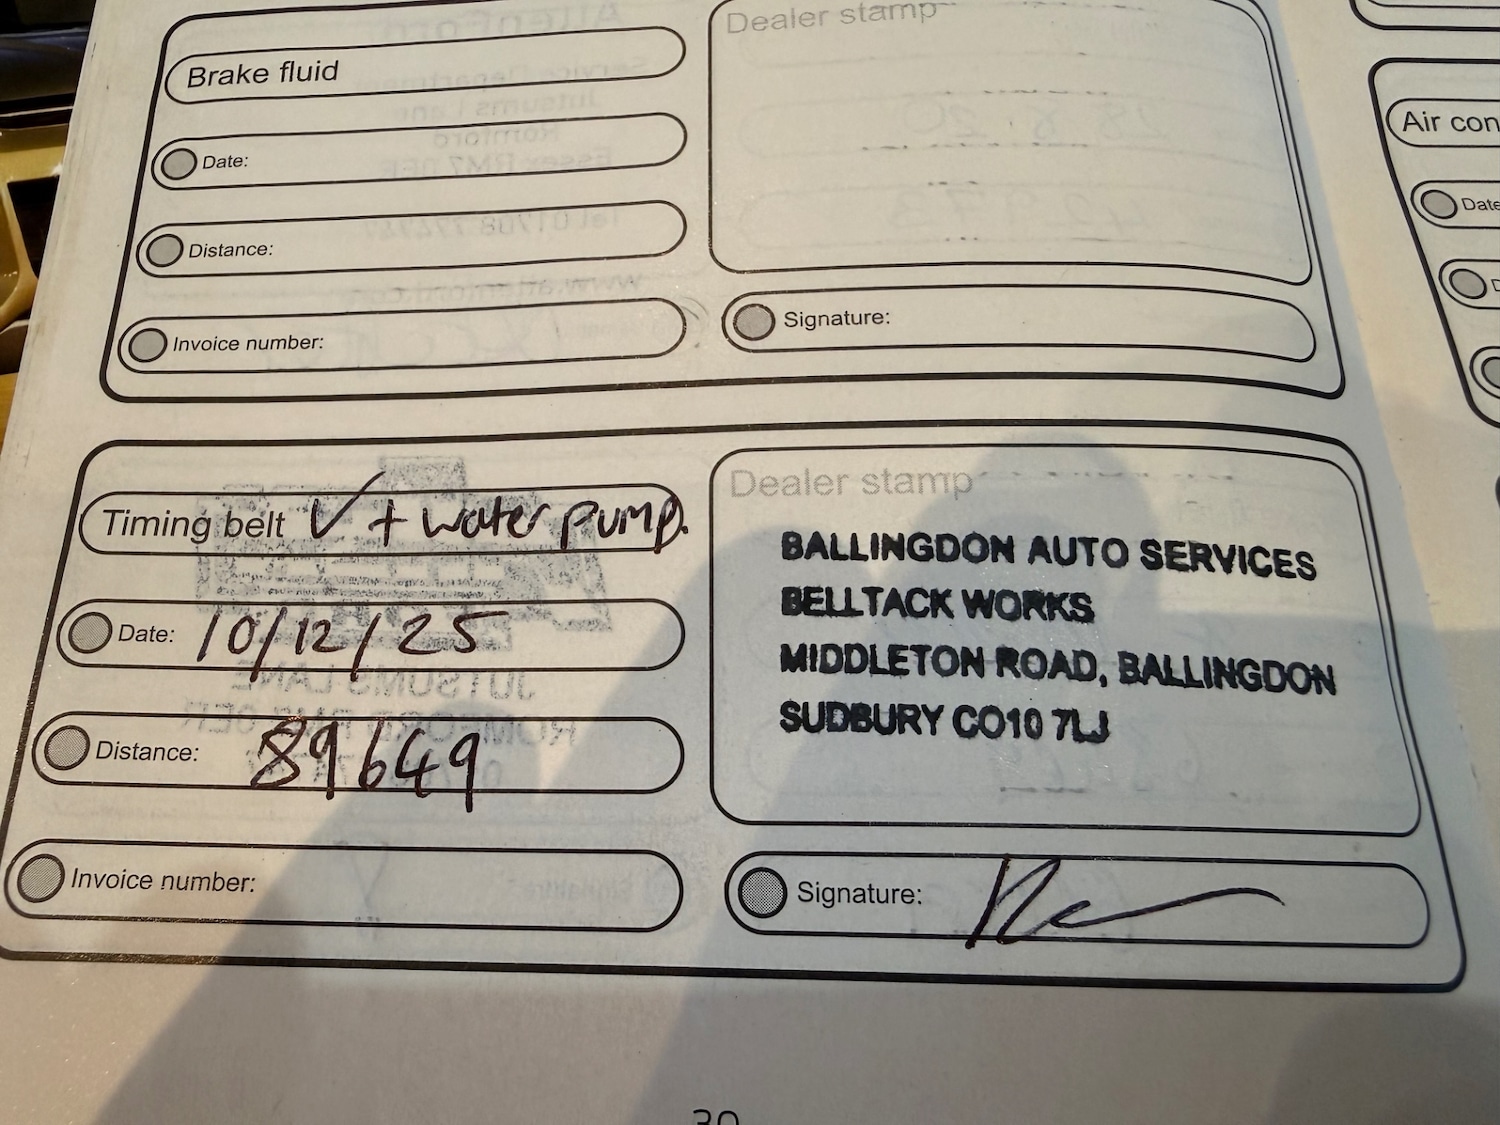 Brake fluid
Date:
Distance:
Invoice number:
Dealer stamp
Signature:
Air con
Date
D
Timing belt ✓ + water pump.
Date: 10/12/25
Distance: 89649
Invoice number:
Dealer stamp
BALLINGDON AUTO SERVICES
BELLTACK WORKS
MIDDLETON ROAD, BALLINGDON
SUDBURY CO10 7LJ
Signature:
30